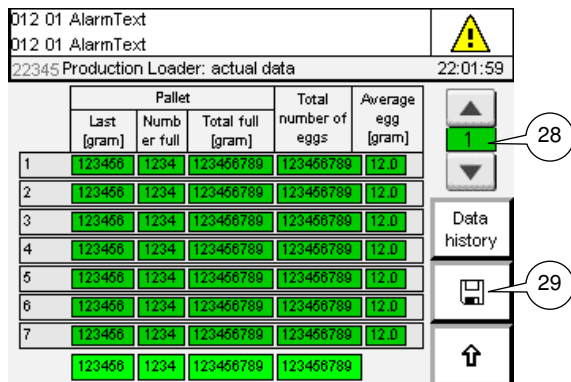 012 01 AlarmText
012 01 AlarmText
22345 Production Loader: actual data 22:01:59
Pallet Total number of eggs Average egg [gram]
Last [gram] Numb er full Total full [gram]
1 123456 1234 123456789 123456789 12.0
2 123456 1234 123456789 123456789 12.0
3 123456 1234 123456789 123456789 12.0
4 123456 1234 123456789 123456789 12.0
5 123456 1234 123456789 123456789 12.0
6 123456 1234 123456789 123456789 12.0
7 123456 1234 123456789 123456789 12.0
123456 1234 123456789 123456789
1
28
Data
history
29